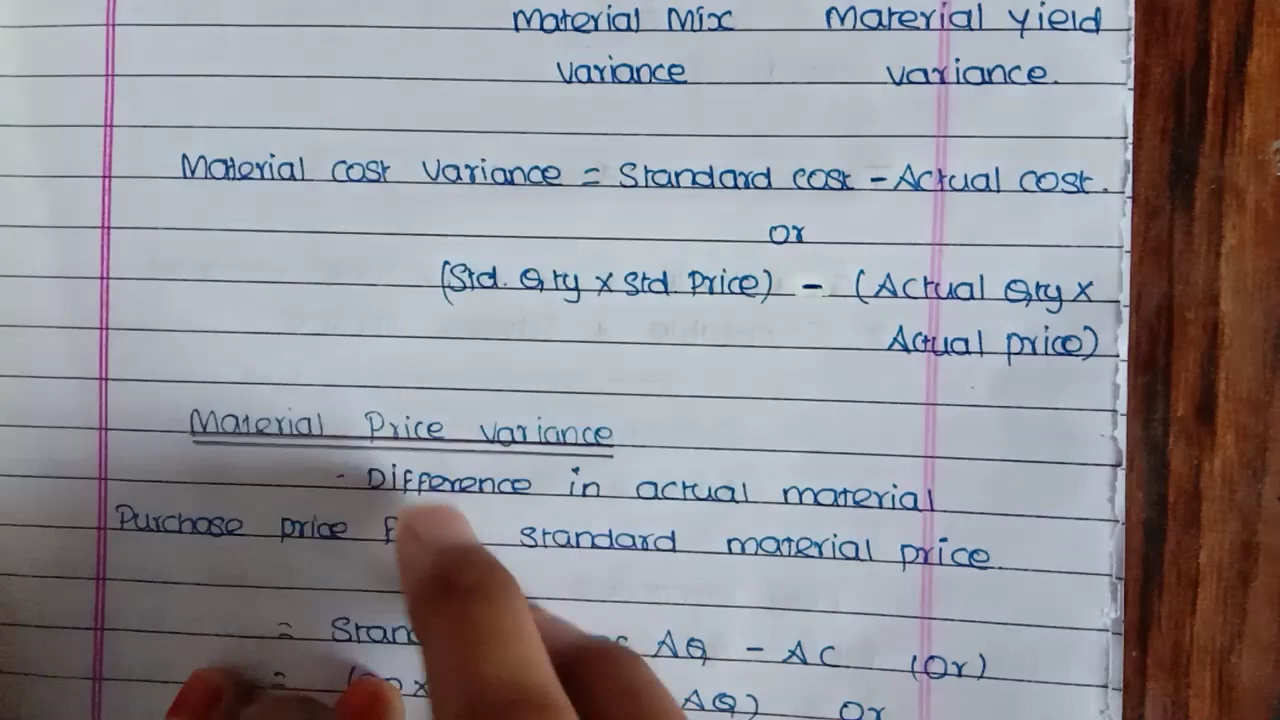 Material Mix Material Yield
Variance Variance.
Material cost Variance = Standard cost - Actual cost.
Or
(Std. Qty x Std Price) - (Actual Qty x
Actual price)
Material Price Variance
- Difference in actual material
Purchase price standard material price
= AQ - AC (Or)
= AQ) Or